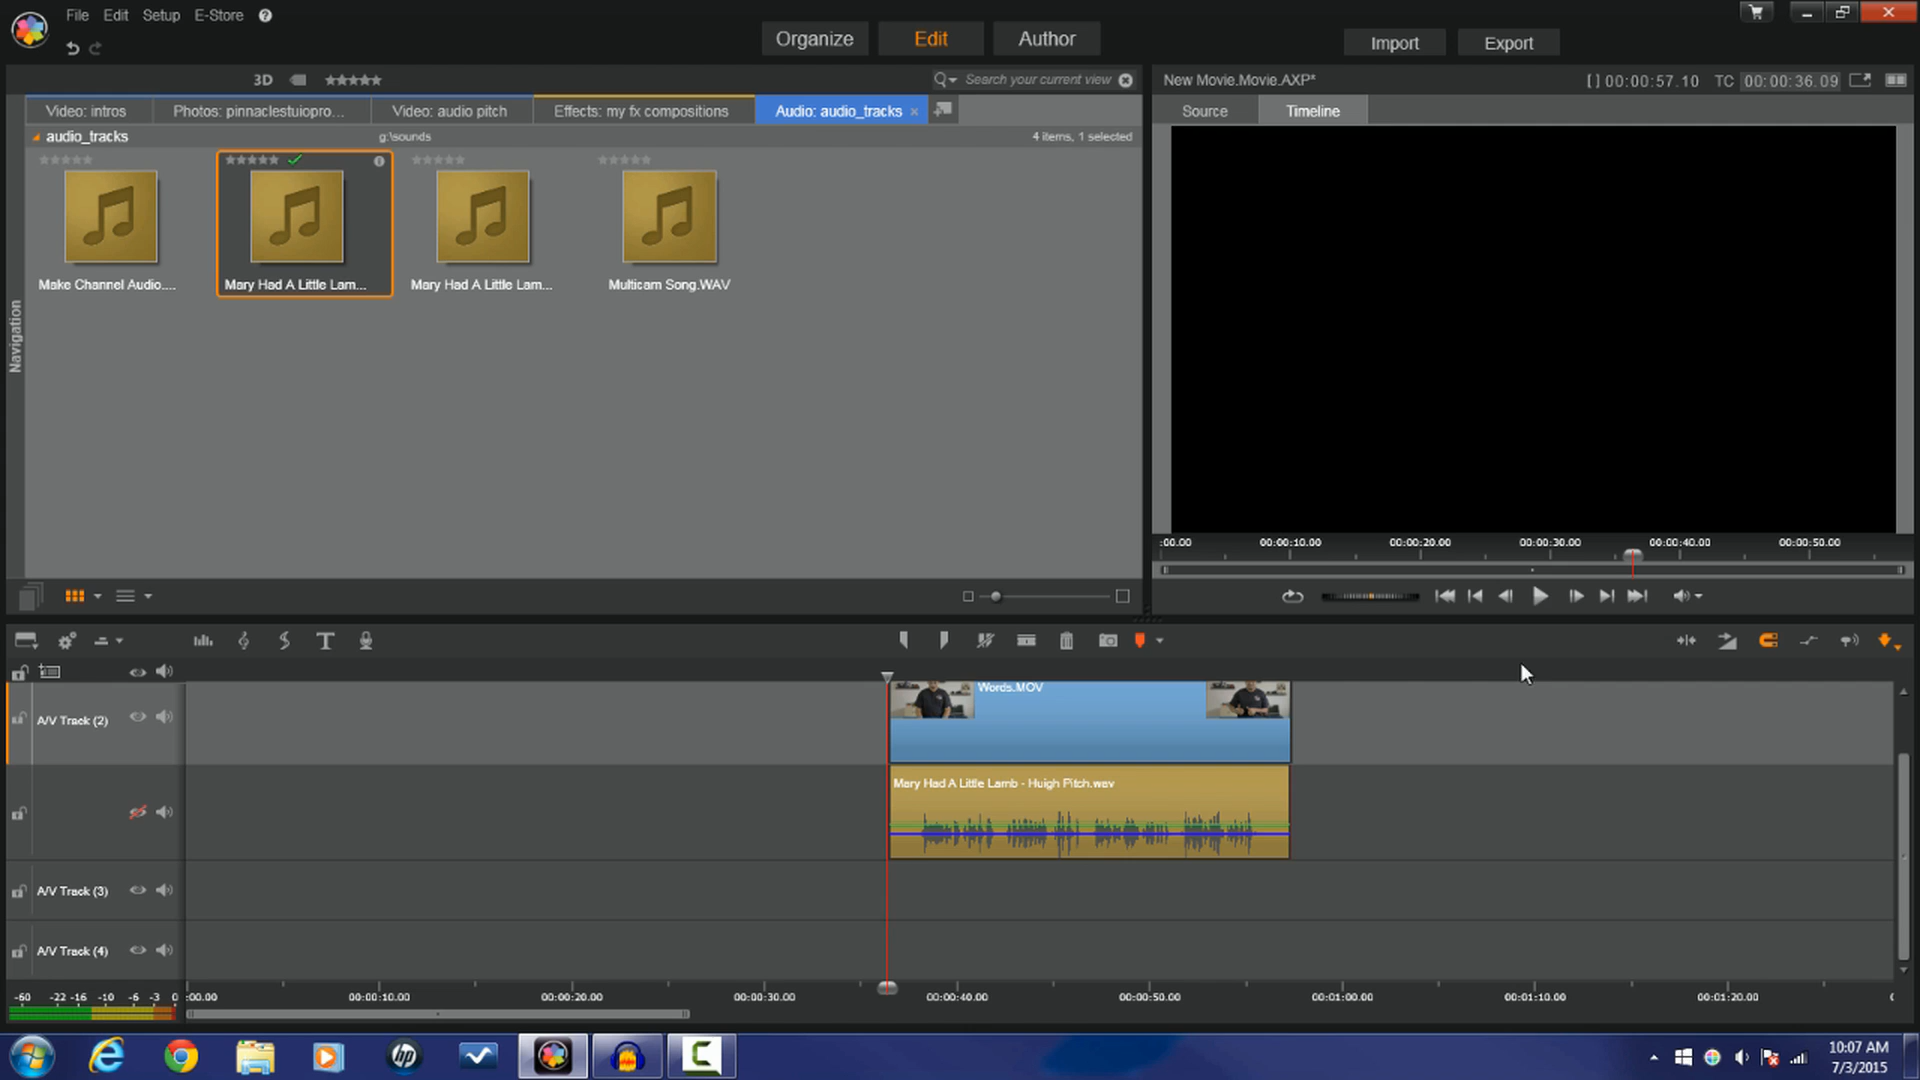 File Edit Setup E-Store
Organize Edit Author
Import Export
3D
Search your current view
New Movie.Movie.AXP*
[ ] 00:00:57.10 TC 00:00:36.09
Video: intros
Photos: pinnaclestuiopro...
Video: audio pitch
Effects: my fx compositions
Audio: audio_tracks
Source
Timeline
audio_tracks
g:\sounds
4 items, 1 selected
Make Channel Audio....
Mary Had A Little Lam...
Mary Had A Little Lam...
Multicam Song.WAV
Navigation
:00.00 00:00:10.00 00:00:20.00 00:00:30.00 00:00:40.00 00:00:50.00
A/V Track (2)
Words.MOV
Mary Had A Little Lamb - Huigh Pitch.wav
A/V Track (3)
A/V Track (4)
-60 -22 -16 -10 -6 -3 0
:00.00 00:00:10.00 00:00:20.00 00:00:30.00 00:00:40.00 00:00:50.00 00:01:00.00 00:01:10.00 00:01:20.00
hp
10:07 AM
7/3/2015